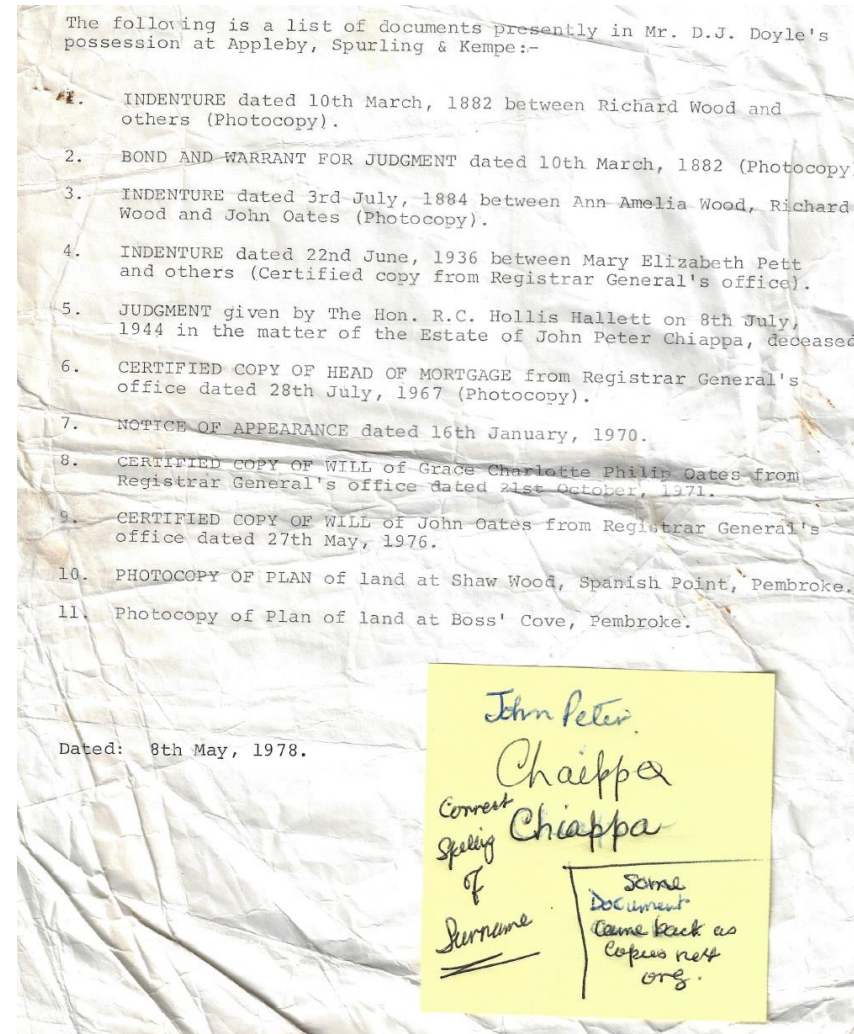 The following is a list of documents presently in Mr. D.J. Doyle's
possession at Appleby, Spurling & Kempe:-
1. INDENTURE dated 10th March, 1882 between Richard Wood and
others (Photocopy).
2. BOND AND WARRANT FOR JUDGMENT dated 10th March, 1882 (Photocopy)
3. INDENTURE dated 3rd July, 1884 between Ann Amelia Wood, Richard
Wood and John Oates (Photocopy).
4. INDENTURE dated 22nd June, 1936 between Mary Elizabeth Pett
and others (Certified copy from Registrar General's office).
5. JUDGMENT given by The Hon. R.C. Hollis Hallett on 8th July,
1944 in the matter of the Estate of John Peter Chiappa, deceased
6. CERTIFIED COPY OF HEAD OF MORTGAGE from Registrar General's
office dated 28th July, 1967 (Photocopy).
7. NOTICE OF APPEARANCE dated 16th January, 1970.
8. CERTIFIED COPY OF WILL of Grace Charlotte Philip Oates from
Registrar General's office dated 21st October, 1971.
9. CERTIFIED COPY OF WILL of John Oates from Registrar General's
office dated 27th May, 1976.
10. PHOTOCOPY OF PLAN of land at Shaw Wood, Spanish Point, Pembroke.
11. Photocopy of Plan of land at Boss' Cove, Pembroke.
Dated: 8th May, 1978.
John Peter
Chaippa
Correct
Spelling
Chiappa
of
Surname
Some
Document
Came back as
Copies not
org.